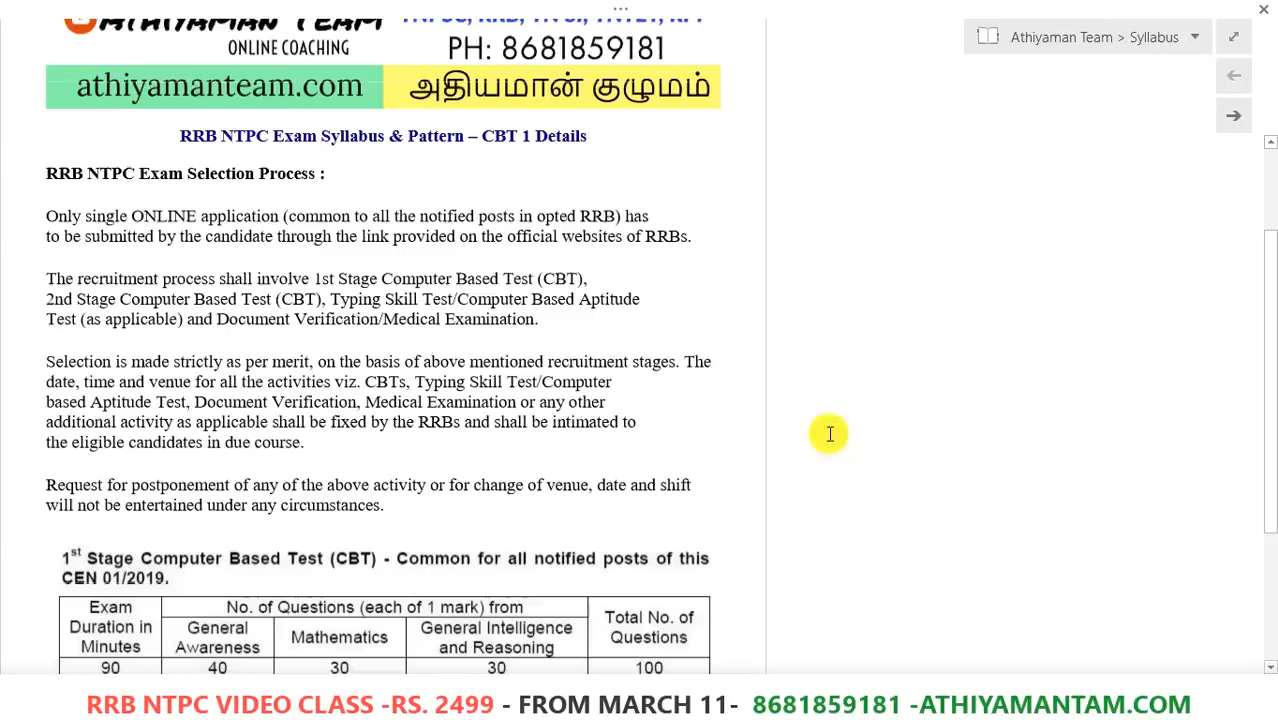 ATHIYAMAN TEAM
TNPSC, RRB, TN SI, TNTET, RPF
ONLINE COACHING
PH: 8681859181
athiyamanteam.com
அதியமான் குழுமம்
Athiyaman Team > Syllabus
RRB NTPC Exam Syllabus & Pattern – CBT 1 Details
RRB NTPC Exam Selection Process :
Only single ONLINE application (common to all the notified posts in opted RRB) has
to be submitted by the candidate through the link provided on the official websites of RRBs.
The recruitment process shall involve 1st Stage Computer Based Test (CBT),
2nd Stage Computer Based Test (CBT), Typing Skill Test/Computer Based Aptitude
Test (as applicable) and Document Verification/Medical Examination.
Selection is made strictly as per merit, on the basis of above mentioned recruitment stages. The
date, time and venue for all the activities viz. CBTs, Typing Skill Test/Computer
based Aptitude Test, Document Verification, Medical Examination or any other
additional activity as applicable shall be fixed by the RRBs and shall be intimated to
the eligible candidates in due course.
Request for postponement of any of the above activity or for change of venue, date and shift
will not be entertained under any circumstances.
1st Stage Computer Based Test (CBT) - Common for all notified posts of this
CEN 01/2019.
Exam Duration in Minutes
No. of Questions (each of 1 mark) from
Total No. of Questions
General Awareness
Mathematics
General Intelligence and Reasoning
90 40 30 30 100
RRB NTPC VIDEO CLASS -RS. 2499 - FROM MARCH 11- 8681859181 -ATHIYAMANTAM.COM